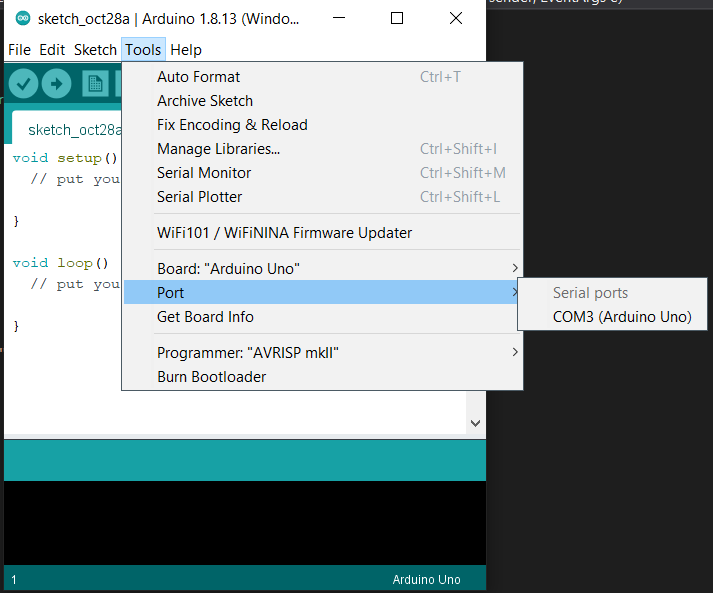 sender, EventArgs e)
sketch_oct28a | Arduino 1.8.13 (Windo...
File Edit Sketch Tools Help
Auto Format Ctrl+T
Archive Sketch
Fix Encoding & Reload
Manage Libraries... Ctrl+Shift+I
Serial Monitor Ctrl+Shift+M
Serial Plotter Ctrl+Shift+L
WiFi101 / WiFiNINA Firmware Updater
Board: "Arduino Uno"
Port
Get Board Info
Programmer: "AVRISP mkII"
Burn Bootloader
Serial ports
COM3 (Arduino Uno)
sketch_oct28a
void setup()
// put you
}
void loop()
// put you
}
1 Arduino Uno